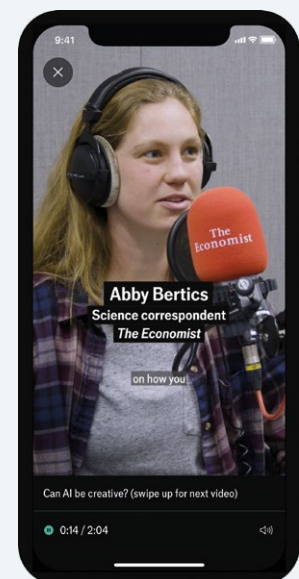 9:41
The
Economist
Abby Bertics
Science correspondent
The Economist
on how you
Can AI be creative? (swipe up for next video)
0:14 / 2:04